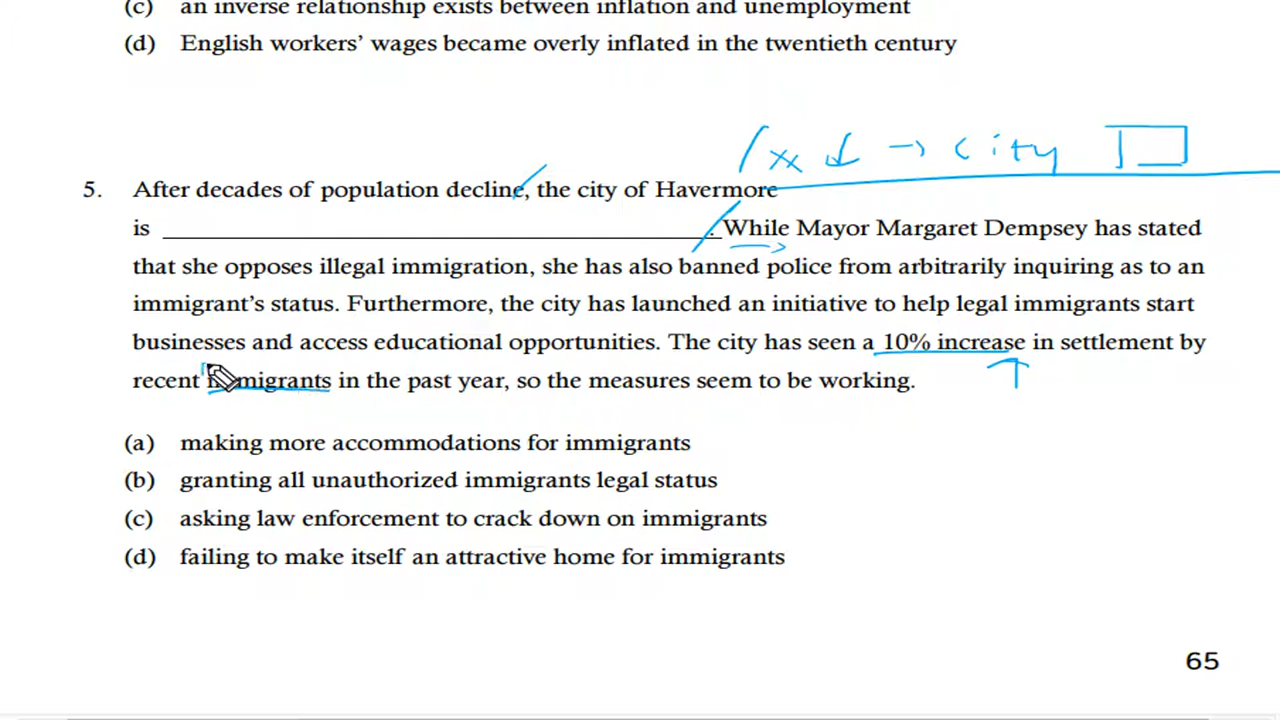 (c) an inverse relationship exists between inflation and unemployment
(d) English workers' wages became overly inflated in the twentieth century
↓ → city
5. After decades of population decline, the city of Havermore
is ______________________. While Mayor Margaret Dempsey has stated
that she opposes illegal immigration, she has also banned police from arbitrarily inquiring as to an
immigrant's status. Furthermore, the city has launched an initiative to help legal immigrants start
businesses and access educational opportunities. The city has seen a 10% increase in settlement by
recent immigrants in the past year, so the measures seem to be working.
(a) making more accommodations for immigrants
(b) granting all unauthorized immigrants legal status
(c) asking law enforcement to crack down on immigrants
(d) failing to make itself an attractive home for immigrants
65